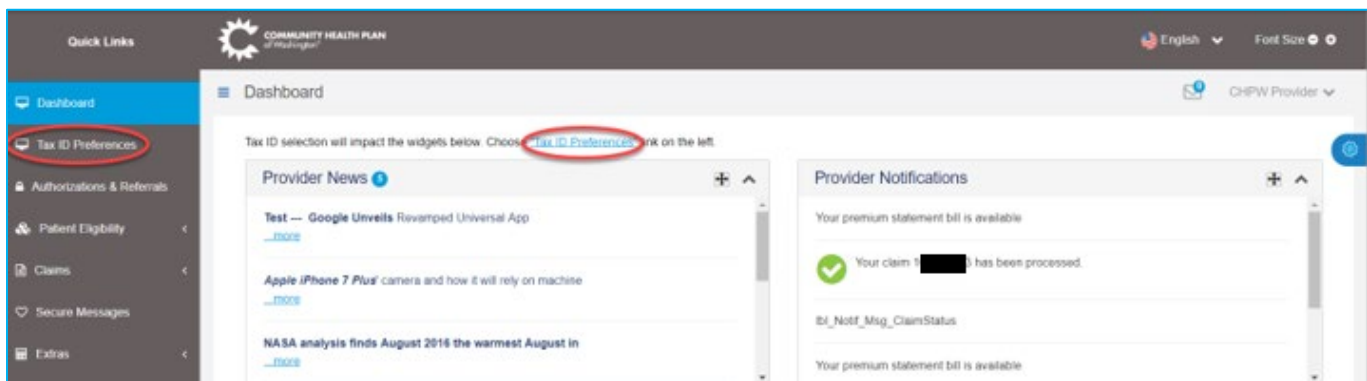 Quick Links
COMMUNITY HEALTH PLAN
of Washington
English
Font Size
Dashboard
Dashboard
0
CHPW Provider
Tax ID Preferences
Tax ID selection will impact the widgets below. Choose "Tax ID Preferences" link on the left.
Authorizations & Referrals
Patient Eligibility
Claims
Secure Messages
Extras
Provider News 5
Test — Google Unveils Revamped Universal App
...more
Apple iPhone 7 Plus' camera and how it will rely on machine
...more
NASA analysis finds August 2016 the warmest August in
...more
Provider Notifications
Your premium statement bill is available
Your claim 1 3 has been processed.
lbl_Notif_Msg_ClaimStatus
Your premium statement bill is available